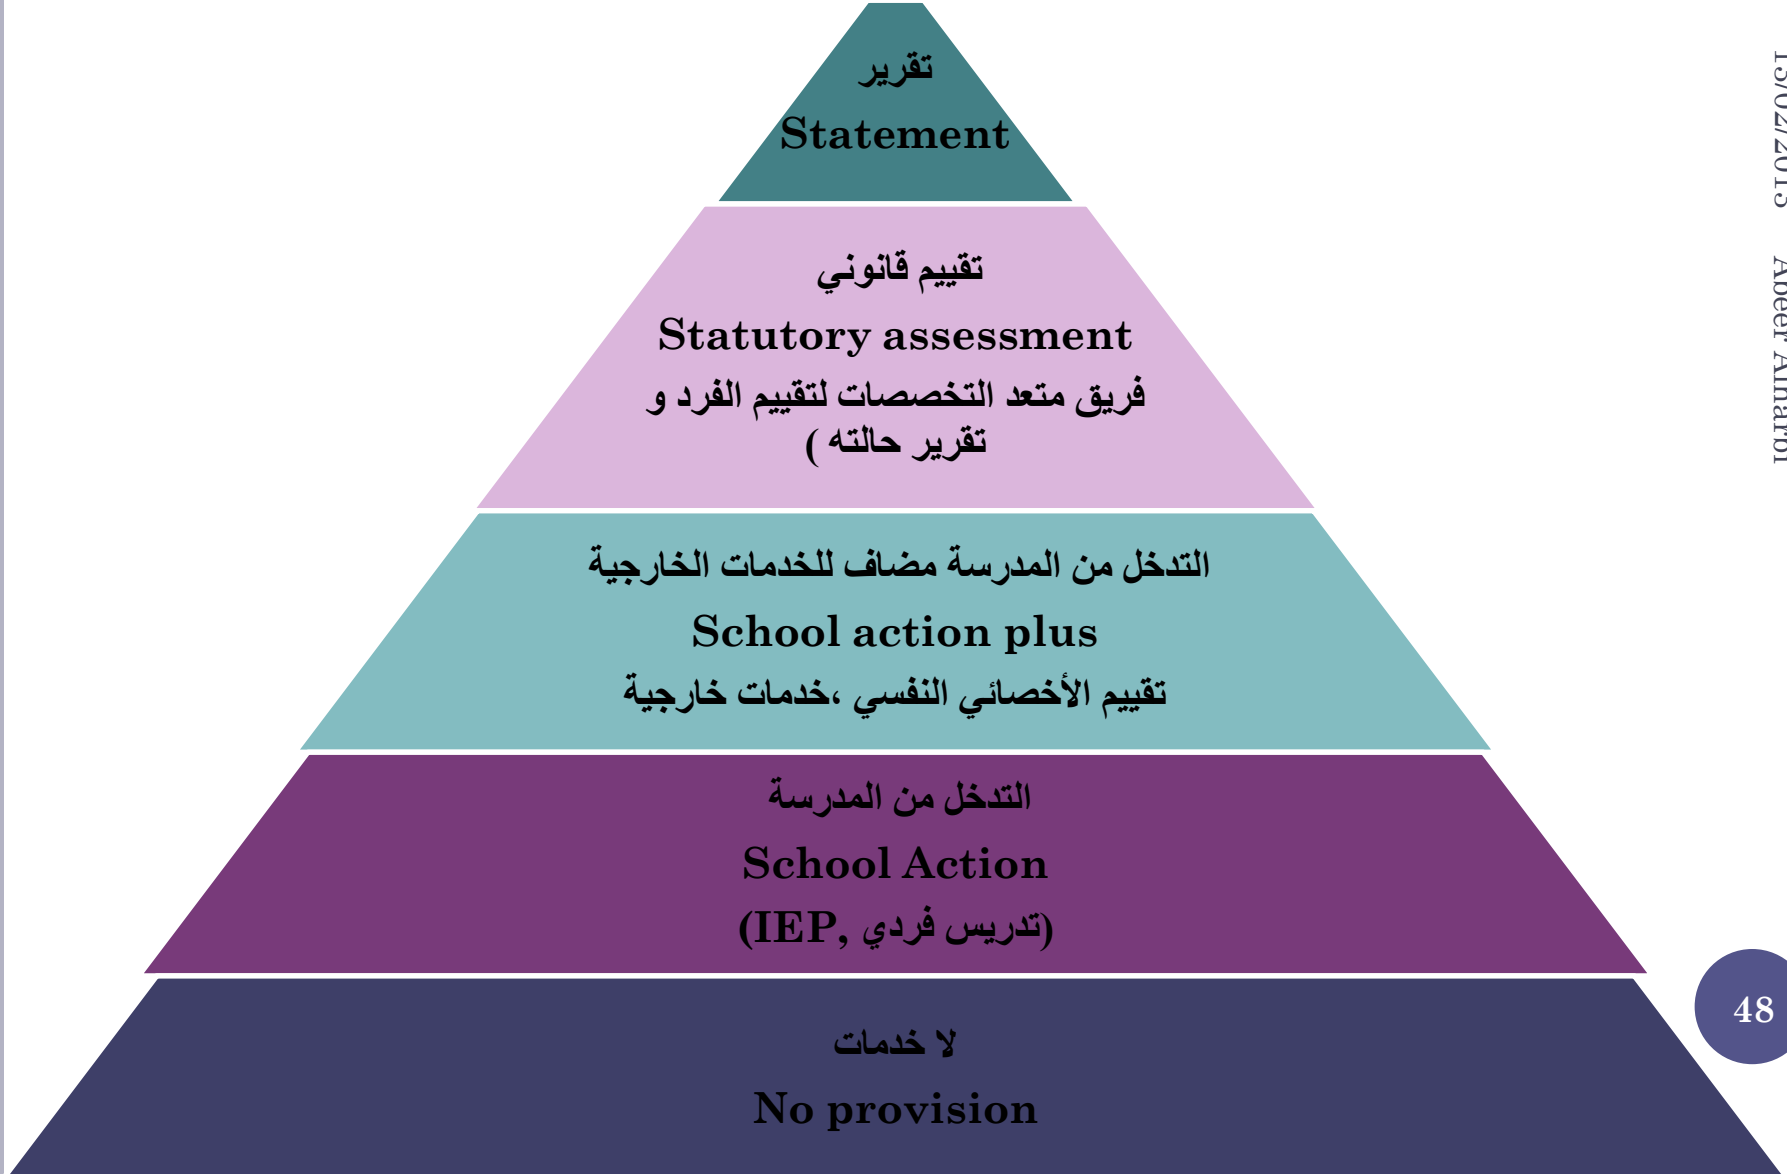 تقرير
Statement
تقييم قانوني
Statutory assessment
فريق متعد التخصصات لتقييم الفرد و
تقرير حالته )
التدخل من المدرسة مضاف للخدمات الخارجية
School action plus
تقييم الأخصائي النفسي ،خدمات خارجية
التدخل من المدرسة
School Action
(تدريس فردي ,IEP)
لا خدمات
No provision
Abeer Alharbi
48